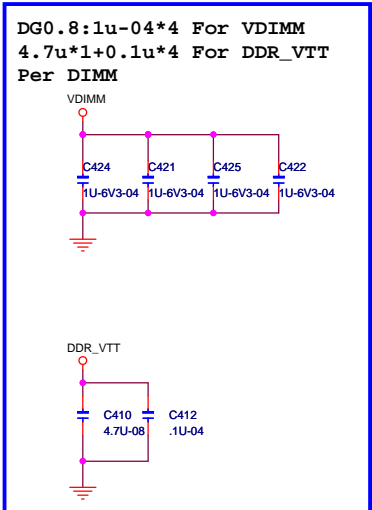 DG0.8:1u-04*4 For VDIMM
4.7u*1+0.1u*4 For DDR_VTT
Per DIMM
VDIMM
C424 C421 C425 C422
1U-6V3-04 1U-6V3-04 1U-6V3-04 1U-6V3-04
DDR_VTT
C410 C412
4.7U-08 .1U-04